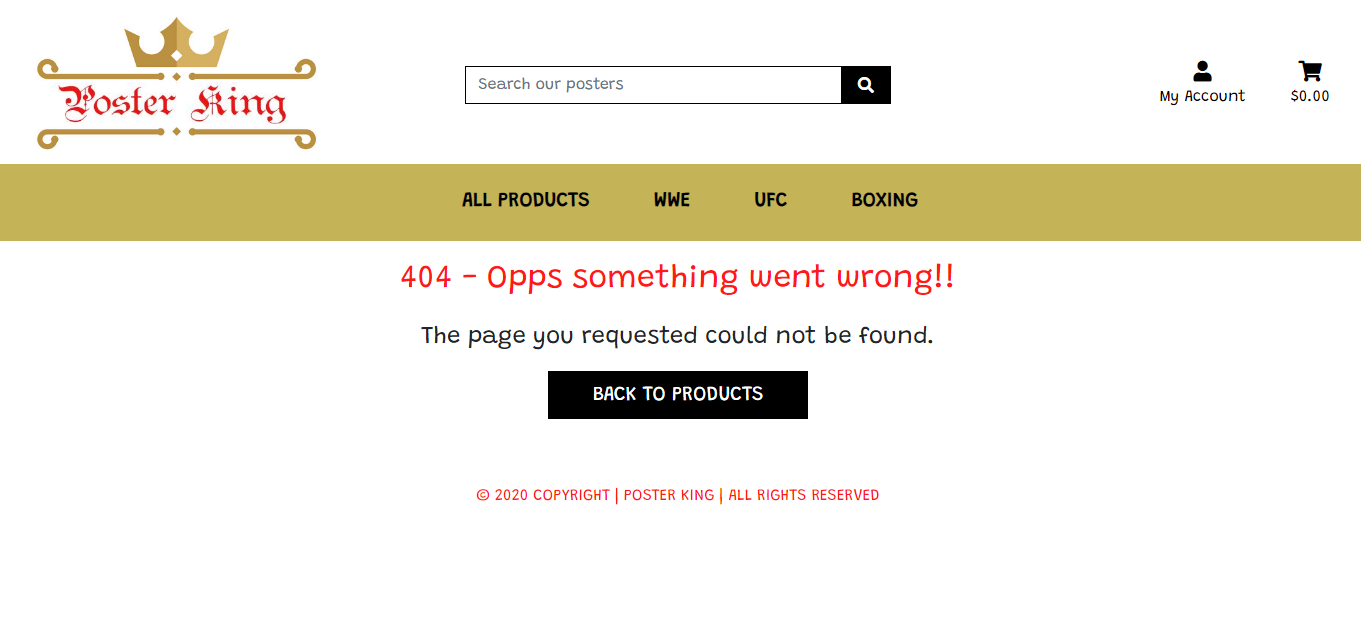 Poster King
Search our posters
My Account
$0.00
ALL PRODUCTS WWE UFC BOXING
404 - Opps something went wrong!!
The page you requested could not be found.
BACK TO PRODUCTS
© 2020 COPYRIGHT | POSTER KING | ALL RIGHTS RESERVED